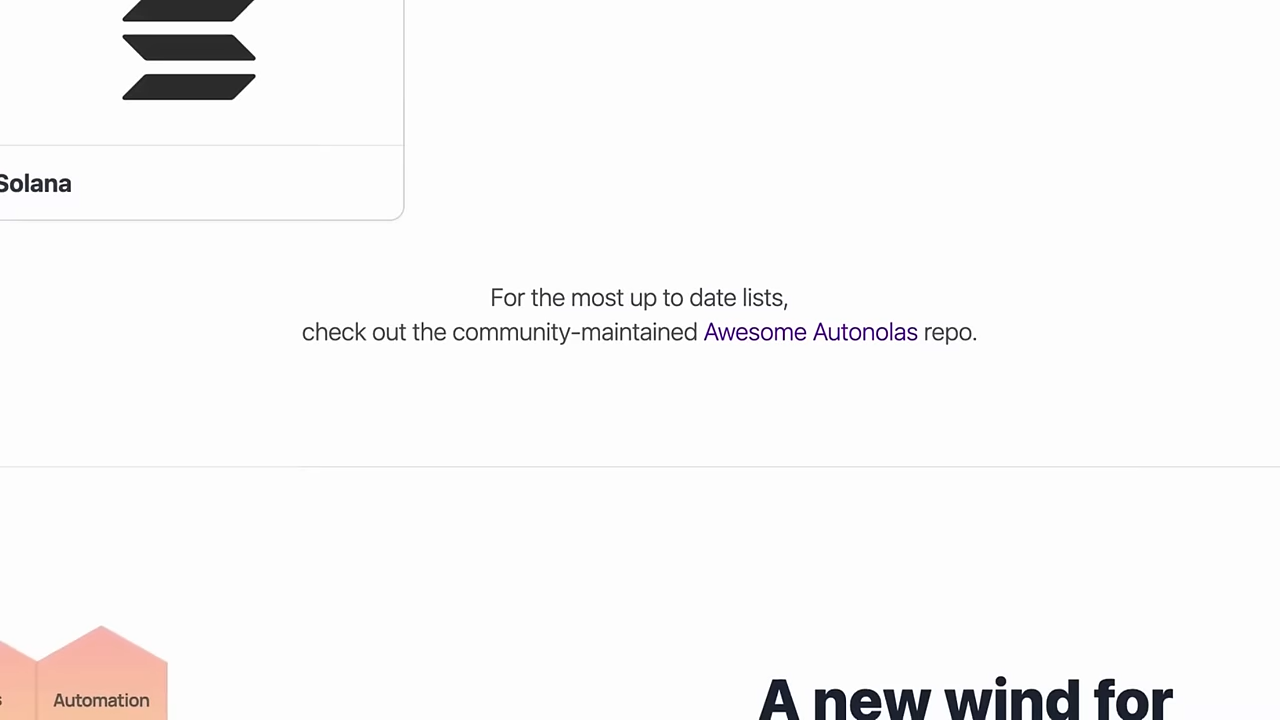 Solana
For the most up to date lists,
check out the community-maintained Awesome Autonolas repo.
Automation
A new wind for